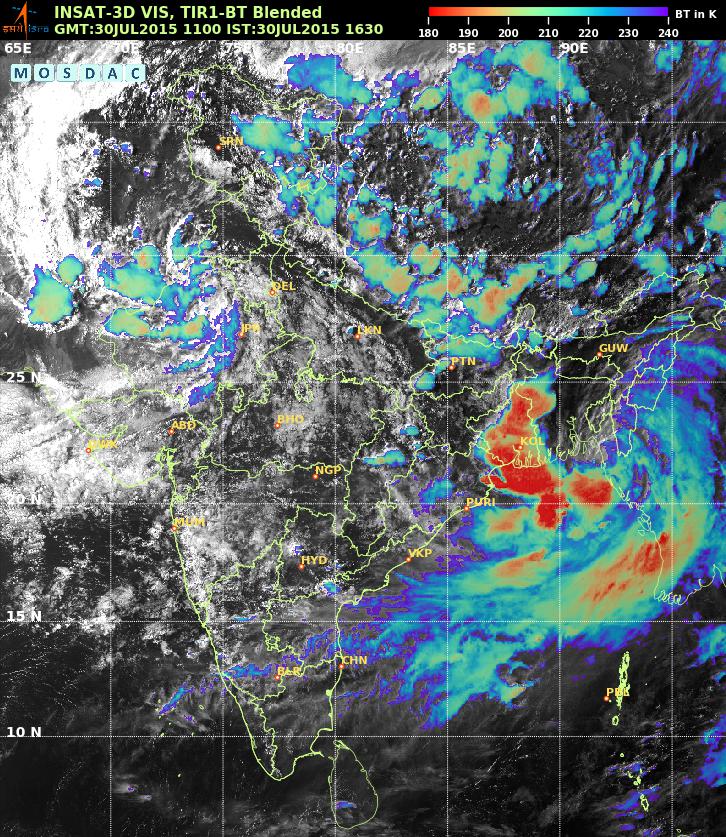 INSAT-3D VIS, TIR1-BT Blended
GMT:30JUL2015 1100 IST:30JUL2015 1630
BT in K
180 190 200 210 220 230 240
65E 75E 80E 85E 90E
MOSDAC
SRN
DEL
JPR
LKN
GUW
PTN
25 N
ABD
BHO
KOL
NGP
20 N
PURI
MUM
VKP
HYD
15 N
CHN
BLR
10 N